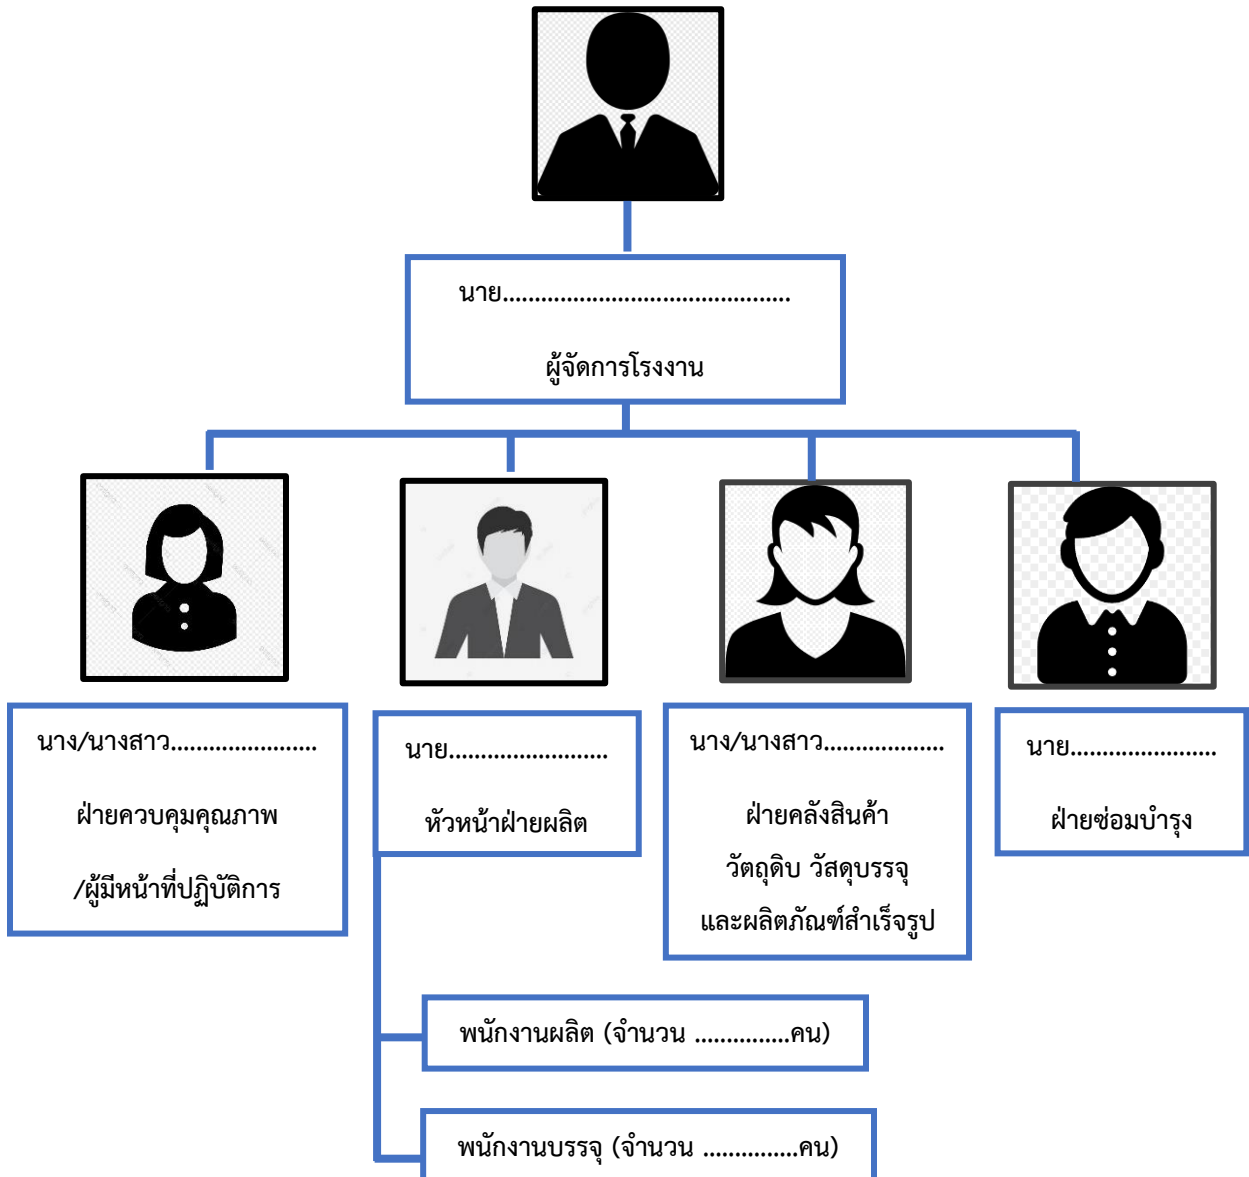 นาย.............................................
ผู้จัดการโรงงาน
นาง/นางสาว.......................
ฝ่ายควบคุมคุณภาพ
/ผู้มีหน้าที่ปฏิบัติการ
นาย.........................
หัวหน้าฝ่ายผลิต
นาง/นางสาว...................
ฝ่ายคลังสินค้า
วัตถุดิบ วัสดุบรรจุ
และผลิตภัณฑ์สำเร็จรูป
นาย.......................
ฝ่ายซ่อมบำรุง
พนักงานผลิต (จำนวน ...............คน)
พนักงานบรรจุ (จำนวน ...............คน)